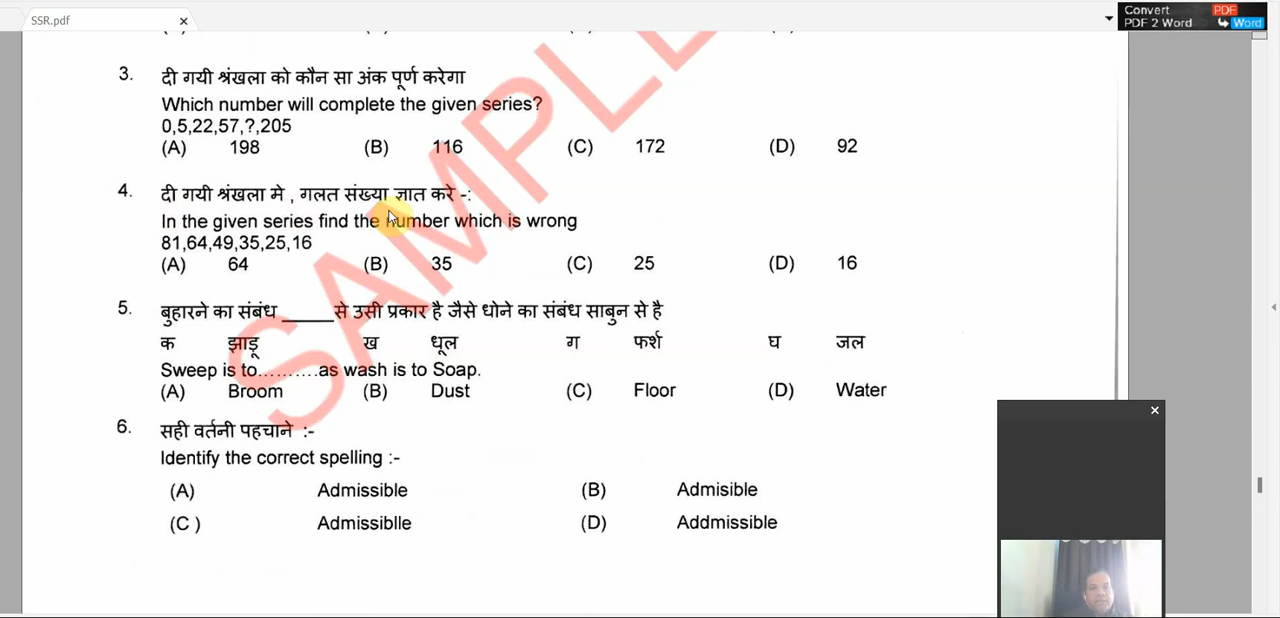 SSR.pdf ×
Convert PDF
PDF 2 Word Word
3. दी गयी श्रंखला को कौन सा अंक पूर्ण करेगा
Which number will complete the given series?
0,5,22,57,?,205
(A) 198 (B) 116 (C) 172 (D) 92
4. दी गयी श्रंखला मे , गलत संख्या ज्ञात करे -:
In the given series find the number which is wrong
81,64,49,35,25,16
(A) 64 (B) 35 (C) 25 (D) 16
5. बुहारने का संबंध _____से उसी प्रकार है जैसे धोने का संबंध साबुन से है
क झाडू ख धूल ग फर्श घ जल
Sweep is to..........as wash is to Soap.
(A) Broom (B) Dust (C) Floor (D) Water
6. सही वर्तनी पहचाने :-
Identify the correct spelling :-
(A) Admissible (B) Admisible
(C ) Admissiblle (D) Addmissible
SAMPLE